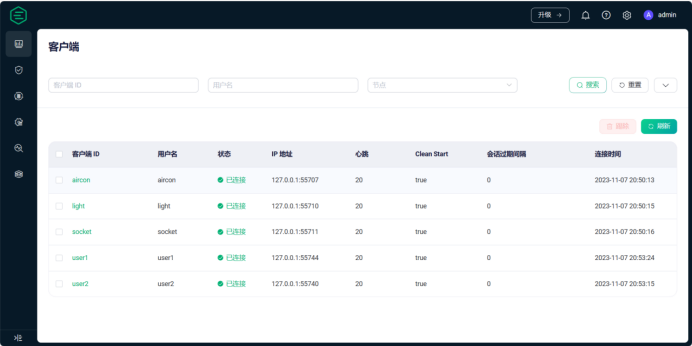 升级 →
A admin
客户端
客户端 ID 用户名 节点 搜索 重置
踢除 刷新
客户端 ID 用户名 状态 IP 地址 心跳 Clean Start 会话过期间隔 连接时间
aircon aircon 已连接 127.0.0.1:55707 20 true 0 2023-11-07 20:50:13
light light 已连接 127.0.0.1:55710 20 true 0 2023-11-07 20:50:15
socket socket 已连接 127.0.0.1:55711 20 true 0 2023-11-07 20:50:16
user1 user1 已连接 127.0.0.1:55744 20 true 0 2023-11-07 20:53:24
user2 user2 已连接 127.0.0.1:55740 20 true 0 2023-11-07 20:53:15